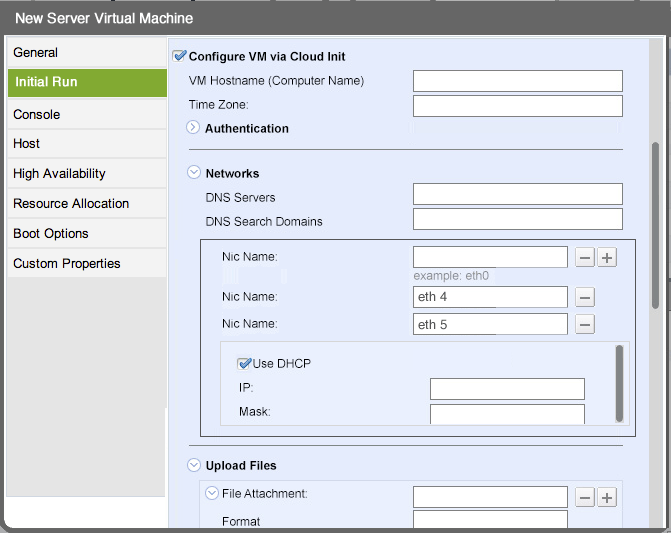 New Server Virtual Machine
General
Initial Run
Console
Host
High Availability
Resource Allocation
Boot Options
Custom Properties
Configure VM via Cloud Init
VM Hostname (Computer Name)
Time Zone:
Authentication
Networks
DNS Servers
DNS Search Domains
Nic Name:
example: eth0
Nic Name: eth 4
Nic Name: eth 5
Use DHCP
IP:
Mask:
Upload Files
File Attachment:
Format